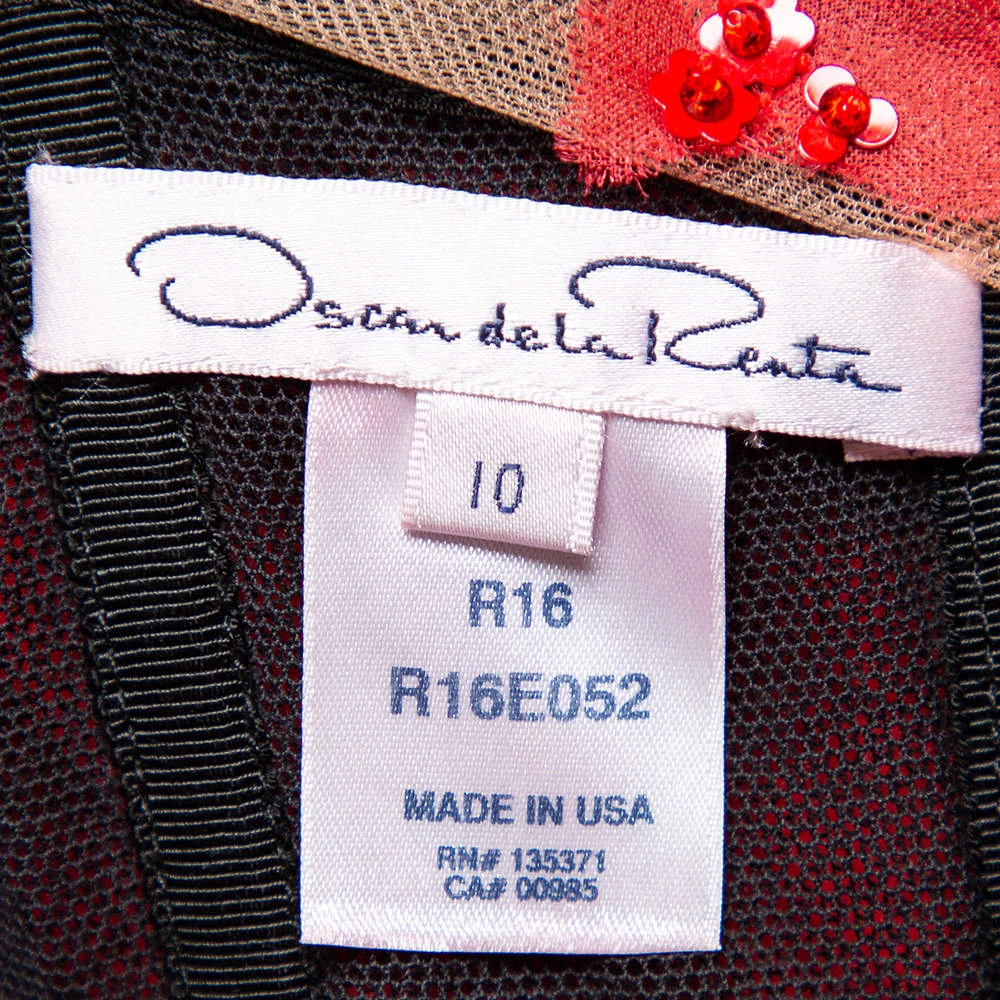 Oscar de la Renta
10
R16
R16E052
MADE IN USA
RN# 135371
CA# 00985